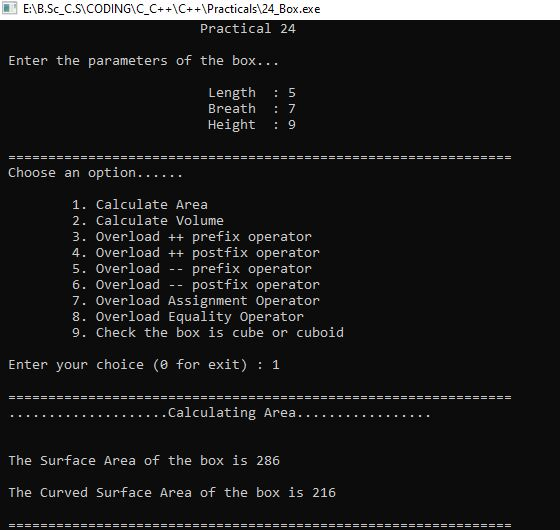 E:\B.Sc_C.S\CODING\C_C++\C++\Practicals\24_Box.exe
Practical 24
Enter the parameters of the box...
Length : 5
Breath : 7
Height : 9
===============================================================
Choose an option......
1. Calculate Area
2. Calculate Volume
3. Overload ++ prefix operator
4. Overload ++ postfix operator
5. Overload -- prefix operator
6. Overload -- postfix operator
7. Overload Assignment Operator
8. Overload Equality Operator
9. Check the box is cube or cuboid
Enter your choice (0 for exit) : 1
===============================================================
....................Calculating Area.................
The Surface Area of the box is 286
The Curved Surface Area of the box is 216
===============================================================